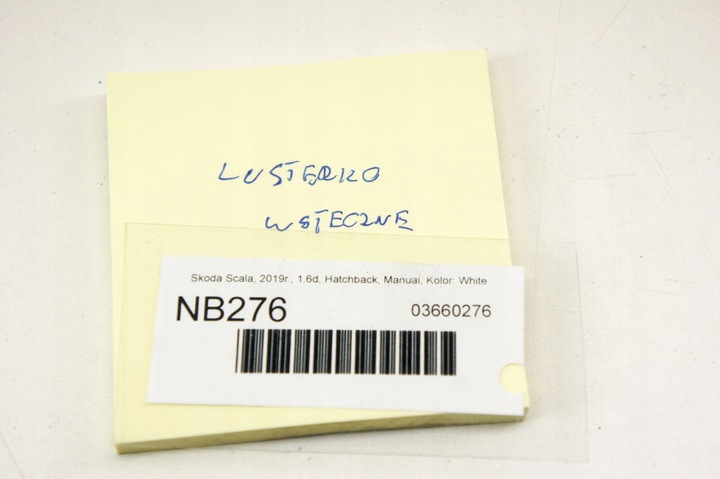 LUSTERKO
WSTECZNE
Skoda Scala, 2019r., 1.6d, Hatchback, Manual, Kolor: White
NB276
03660276